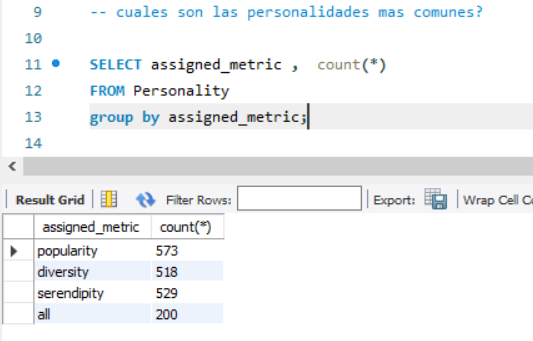 9 -- cuales son las personalidades mas comunes?
10
11 SELECT assigned_metric , count(*)
12 FROM Personality
13 group by assigned_metric;
14
Result Grid Filter Rows: Export: Wrap Cell Co
assigned_metric count(*)
popularity 573
diversity 518
serendipity 529
all 200